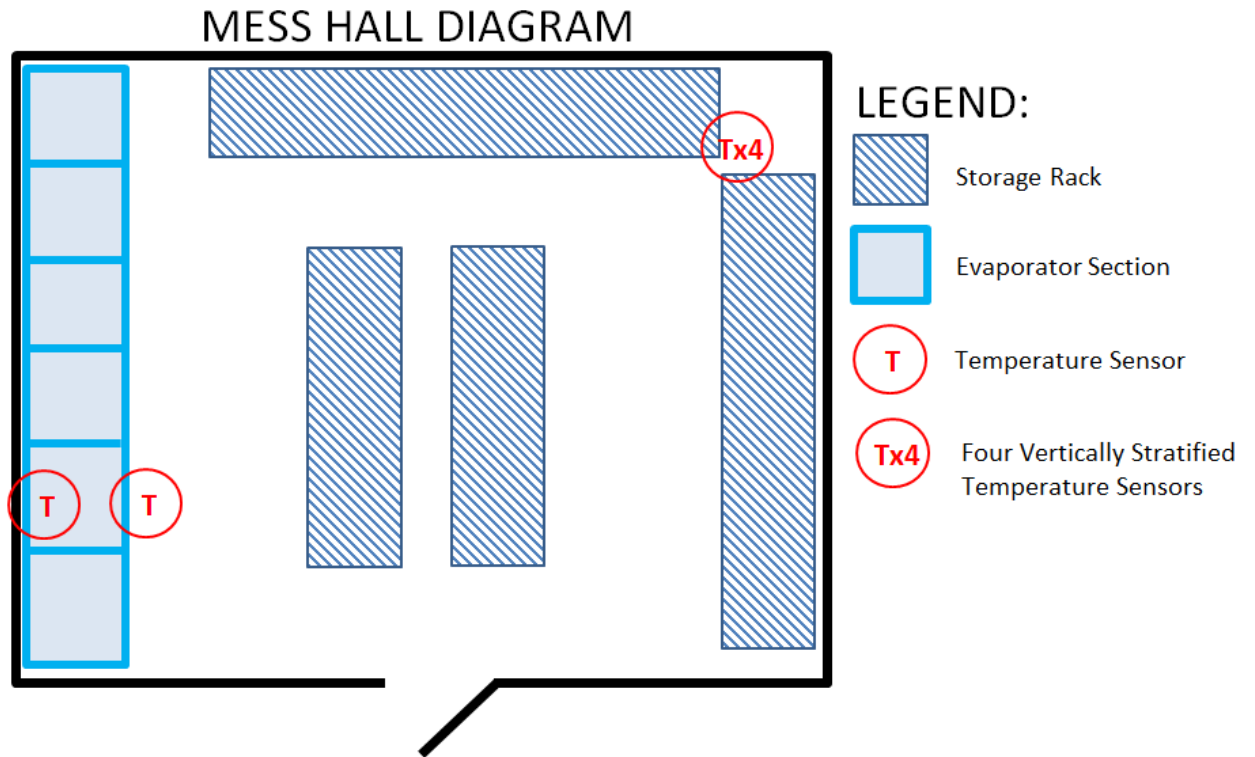 MESS HALL DIAGRAM
Tx4
T
T
LEGEND:
Storage Rack
Evaporator Section
T
Temperature Sensor
Tx4
Four Vertically Stratified
Temperature Sensors